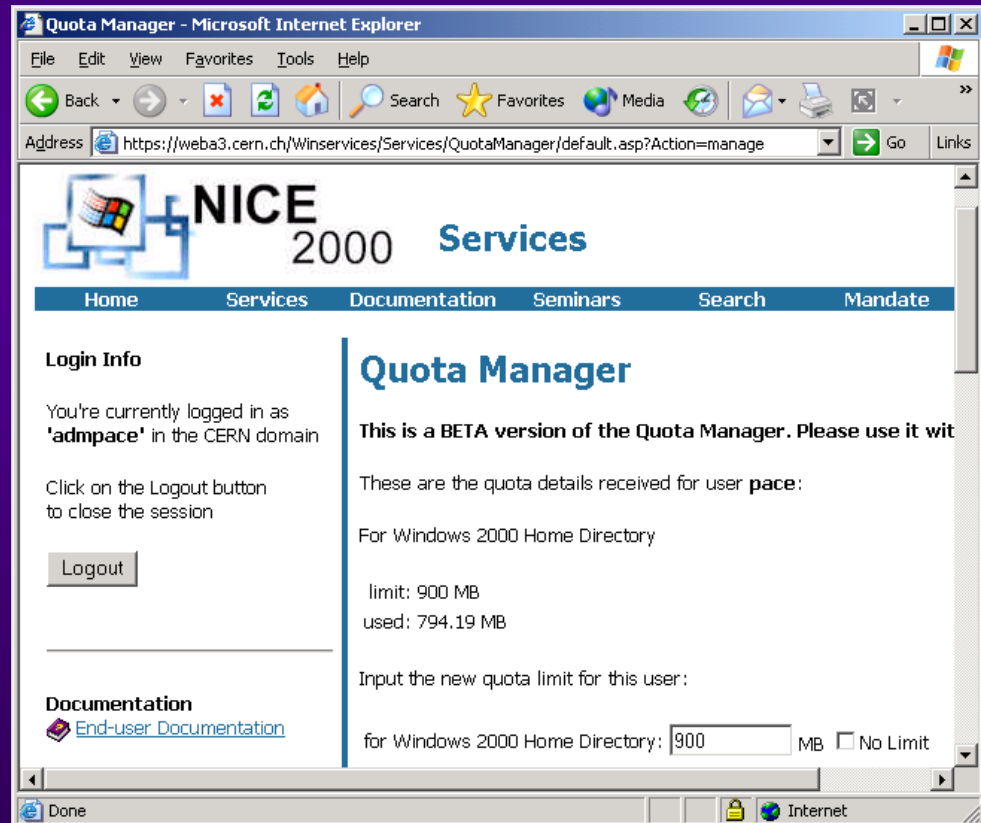 Quota Manager - Microsoft Internet Explorer
File Edit View Favorites Tools Help
Back Search Favorites Media »
Address https://weba3.cern.ch/Winservices/Services/QuotaManager/default.asp?Action=manage Go Links
NICE
2000 Services
Home Services Documentation Seminars Search Mandate
Login Info
You're currently logged in as
'admpace' in the CERN domain
Click on the Logout button
to close the session
Logout
Documentation
End-user Documentation
Quota Manager
This is a BETA version of the Quota Manager. Please use it wit
These are the quota details received for user pace:
For Windows 2000 Home Directory
limit: 900 MB
used: 794.19 MB
Input the new quota limit for this user:
for Windows 2000 Home Directory: 900 MB No Limit
Done Internet